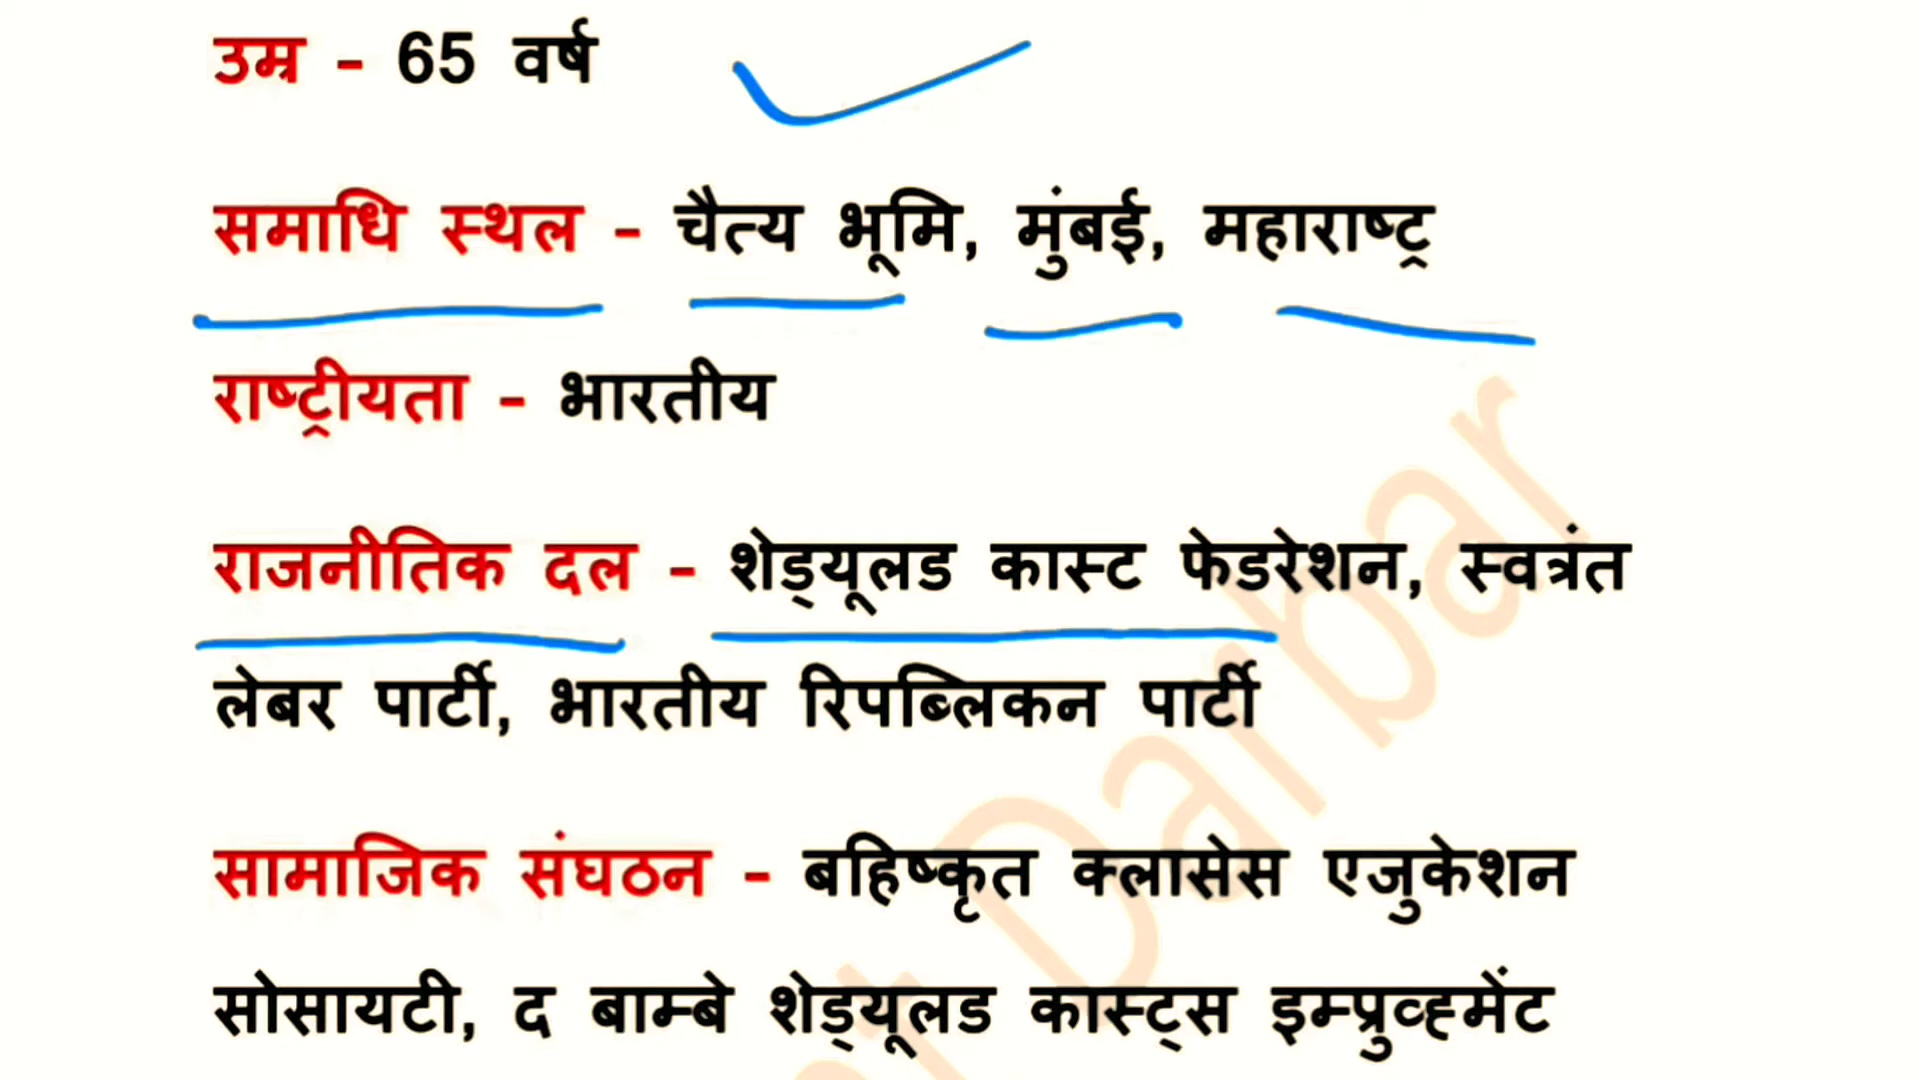 उम्र - 65 वर्ष
समाधि स्थल - चैत्य भूमि, मुंबई, महाराष्ट्र
राष्ट्रीयता - भारतीय
राजनीतिक दल - शेड्यूलड कास्ट फेडरेशन, स्वत्रंत
लेबर पार्टी, भारतीय रिपब्लिकन पार्टी
सामाजिक संघठन - बहिष्कृत क्लासेस एजुकेशन
सोसायटी, द बाम्बे शेड्यूलड कास्ट्स इम्प्रुव्ह्मेंट
Darbar